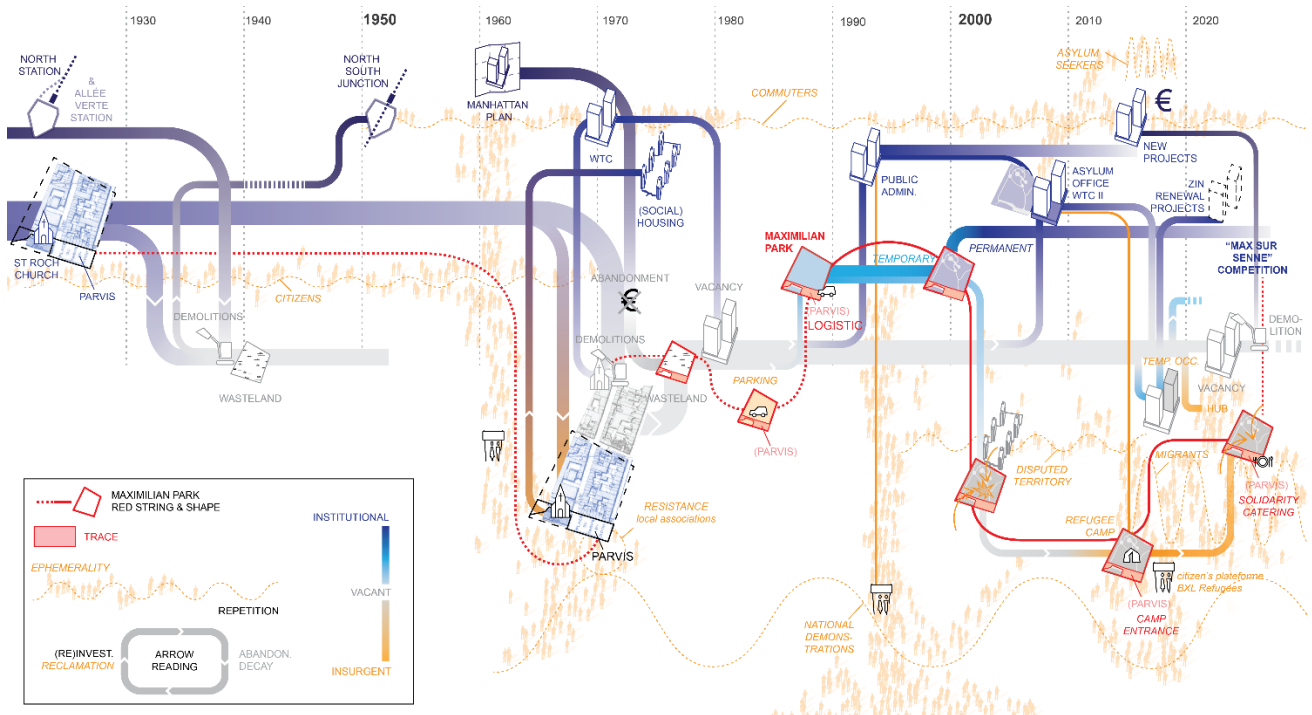 1930
1940
1950
1960
1970
1980
1990
2000
2010
2020
NORTH
STATION
&
ALLÉE
VERTE
STATION
NORTH
SOUTH
JUNCTION
MANHATTAN
PLAN
WTC
(SOCIAL)
HOUSING
COMMUTERS
ASYLUM
SEEKERS
€
NEW
PROJECTS
PUBLIC
ADMIN.
ASYLUM
OFFICE
WTC II
ZIN
RENEWAL
PROJECTS
ST ROCH
CHURCH
PARVIS
CITIZENS
DEMOLITIONS
WASTELAND
ABANDONMENT
€
DEMOLITIONS
WASTELAND
VACANCY
MAXIMILIAN
PARK
TEMPORARY
PERMANENT
"MAX SUR
SENNE"
COMPETITION
(PARVIS)
LOGISTIC
PARKING
(PARVIS)
DEMO-
LITION
TEMP. OCC.
VACANCY
HUB
DISPUTED
TERRITORY
MIGRANTS
(PARVIS)
SOLIDARITY
CATERING
RESISTANCE
local associations
PARVIS
REFUGEE
CAMP
citizen's plateforme
BXL Refugées
(PARVIS)
CAMP
ENTRANCE
NATIONAL
DEMONS-
TRATIONS
MAXIMILIAN PARK
RED STRING & SHAPE
TRACE
EPHEMERALITY
REPETITION
(RE)INVEST.
RECLAMATION
ARROW
READING
ABANDON.
DECAY
INSTITUTIONAL
VACANT
INSURGENT